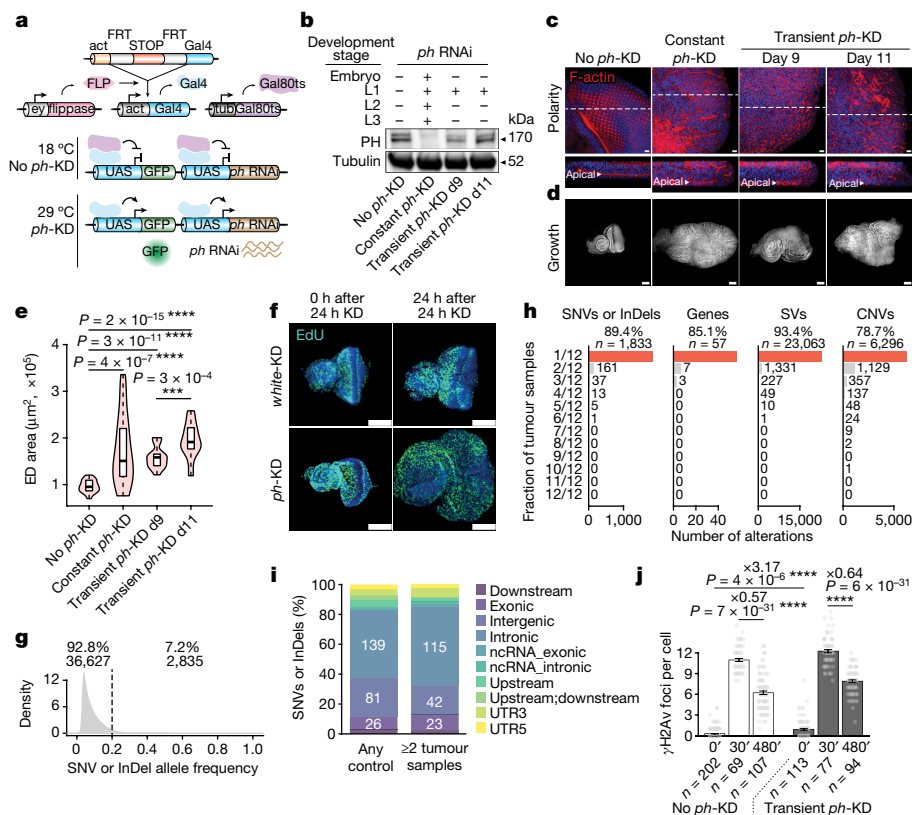 a
FRT FRT
act STOP Gal4
FLP Gal4 Gal80ts
ey flippase act Gal4 tub Gal80ts
18 ºC
No ph-KD
UAS GFP UAS ph RNAi
29 ºC
ph-KD
UAS GFP UAS ph RNAi
GFP ph RNAi
b
Development stage ph RNAi
Embryo – + – –
L1 – + + +
L2 – + – –
L3 – + – –
kDa
PH 170
Tubulin 52
No ph-KD
Constant ph-KD
Transient ph-KD d9
Transient ph-KD d11
c
No ph-KD Constant ph-KD Transient ph-KD
Day 9 Day 11
F-actin
Polarity
Apical Apical Apical Apical
d
Growth
e
P = 2 × 10−15 ****
P = 3 × 10−11 ****
P = 4 × 10−7 ****
P = 3 × 10−4
***
ED area (μm2, ×105)
3
2
1
No ph-KD
Constant ph-KD
Transient ph-KD d9
Transient ph-KD d11
f
0 h after 24 h KD
24 h after 24 h KD
EdU
white-KD
ph-KD
g
92.8% 7.2%
36,627 2,835
Density
0 0.2 0.4 0.6 0.8 1.0
SNV or InDel allele frequency
h
SNVs or InDels Genes SVs CNVs
89.4% 85.1% 93.4% 78.7%
n = 1,833 n = 57 n = 23,063 n = 6,296
Fraction of tumour samples
1/12
2/12 161 7 1,331 1,129
3/12 37 3 227 357
4/12 13 0 49 137
5/12 5 0 10 48
6/12 1 0 1 24
7/12 0 0 0 9
8/12 0 0 0 2
9/12 0 0 0 0
10/12 0 0 0 1
11/12 0 0 0 0
12/12 0 0 0 0
0 1,000 0 40 0 15,000 0 5,000
Number of alterations
i
SNVs or InDels (%)
100
80
60
40
20
0
139 115
81 42
26 23
Any control
≥2 tumour samples
Downstream
Exonic
Intergenic
Intronic
ncRNA_exonic
ncRNA_intronic
Upstream
Upstream;downstream
UTR3
UTR5
j
×3.17
P = 4 × 10−6 ****
×0.64
P = 6 × 10−31
****
×0.57
P = 7 × 10−31 ****
γH2Av foci per cell
12
9
6
3
0
0′ 30′ 480′ 0′ 30′ 480′
n = 202 n = 69 n = 107 n = 113 n = 77 n = 94
No ph-KD Transient ph-KD